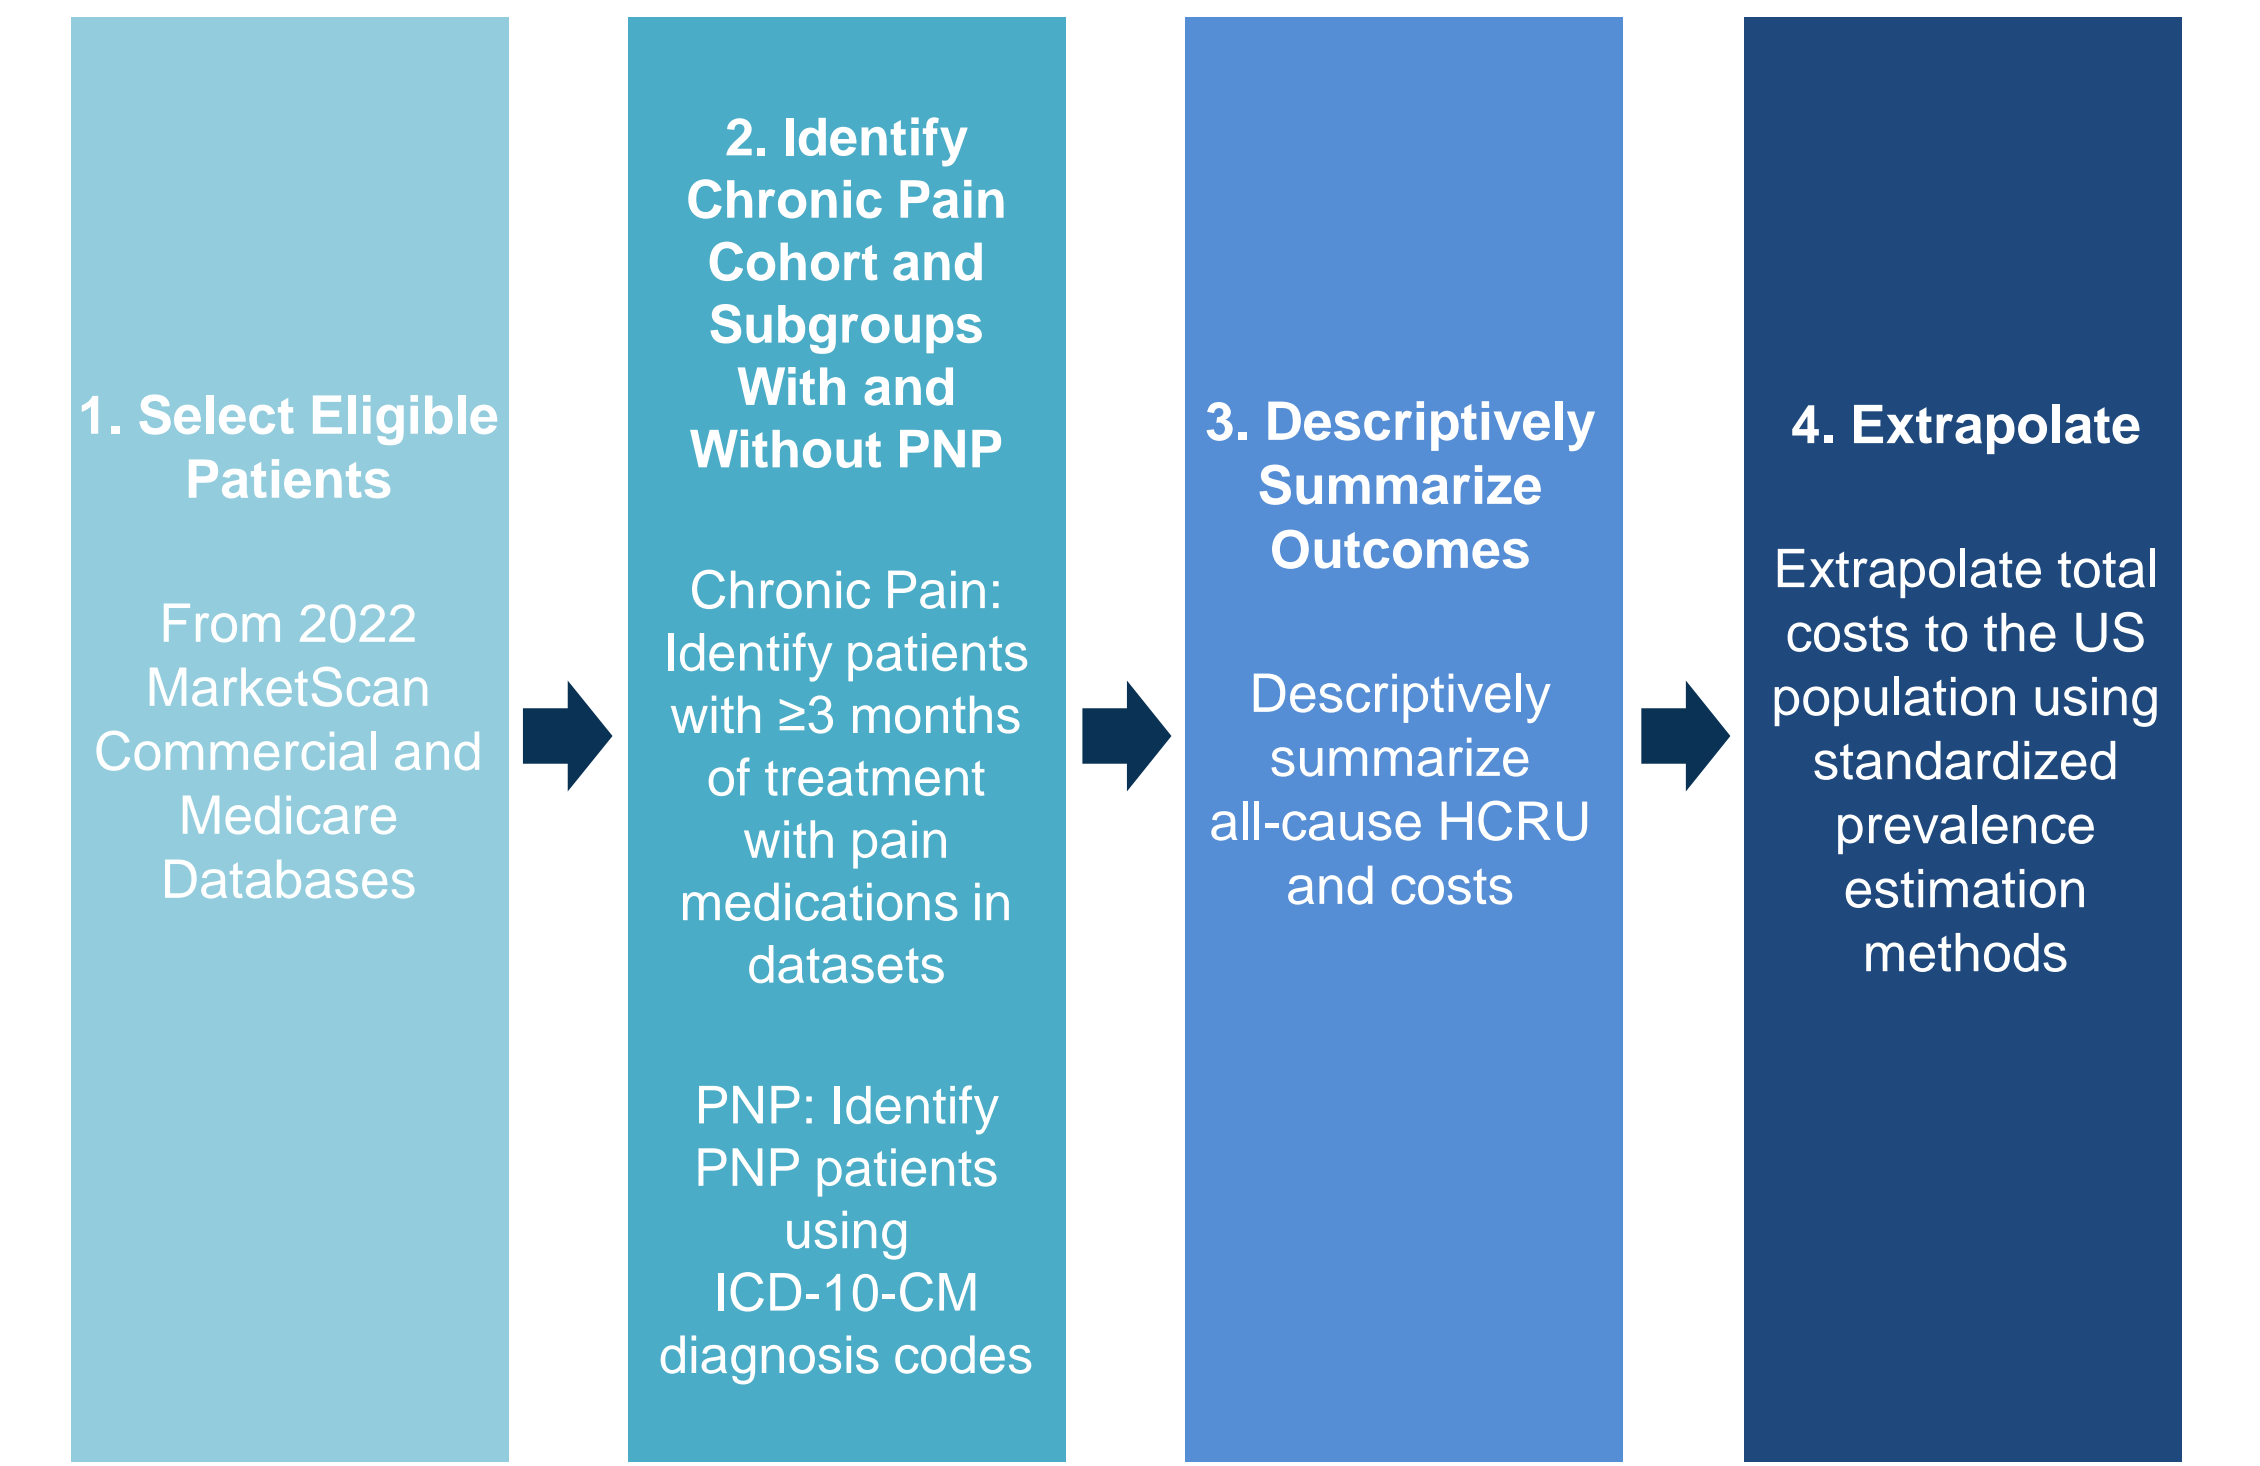 1. Select Eligible
Patients
From 2022
MarketScan
Commercial and
Medicare
Databases
2. Identify
Chronic Pain
Cohort and
Subgroups
With and
Without PNP
Chronic Pain:
Identify patients
with ≥3 months
of treatment
with pain
medications in
datasets
PNP: Identify
PNP patients
using
ICD-10-CM
diagnosis codes
3. Descriptively
Summarize
Outcomes
Descriptively
summarize
all-cause HCRU
and costs
4. Extrapolate
Extrapolate total
costs to the US
population using
standardized
prevalence
estimation
methods